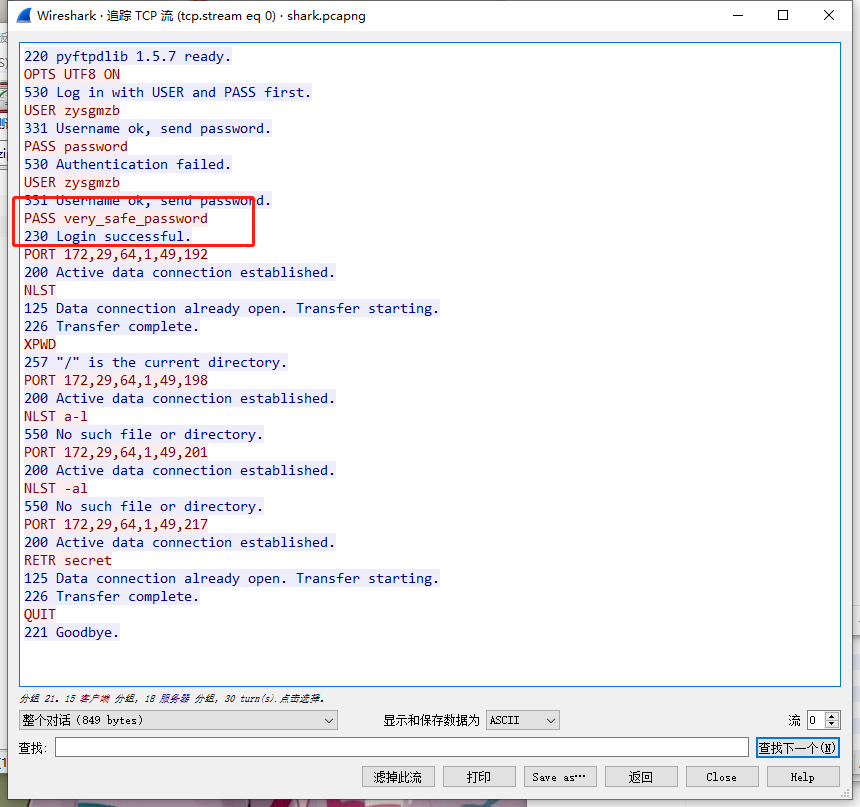 Wireshark · 追踪 TCP 流 (tcp.stream eq 0) · shark.pcapng
220 pyftpdlib 1.5.7 ready.
OPTS UTF8 ON
530 Log in with USER and PASS first.
USER zysgmzb
331 Username ok, send password.
PASS password
530 Authentication failed.
USER zysgmzb
331 Username ok, send password.
PASS very_safe_password
230 Login successful.
PORT 172,29,64,1,49,192
200 Active data connection established.
NLST
125 Data connection already open. Transfer starting.
226 Transfer complete.
XPWD
257 "/" is the current directory.
PORT 172,29,64,1,49,198
200 Active data connection established.
NLST a-l
550 No such file or directory.
PORT 172,29,64,1,49,201
200 Active data connection established.
NLST -al
550 No such file or directory.
PORT 172,29,64,1,49,217
200 Active data connection established.
RETR secret
125 Data connection already open. Transfer starting.
226 Transfer complete.
QUIT
221 Goodbye.
分组 21。15 客户端 分组，18 服务器 分组，30 turn(s).点击选择。
整个对话 (849 bytes) 显示和保存数据为 ASCII 流 0
查找: 查找下一个(N)
滤掉此流 打印 Save as… 返回 Close Help